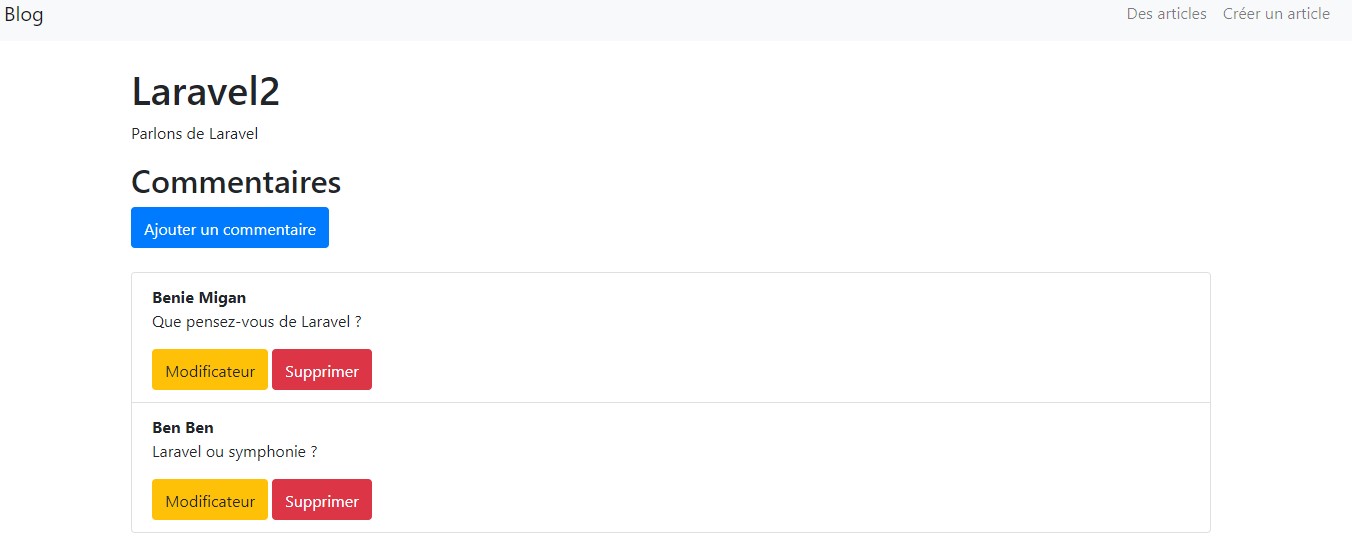 Blog
Des articles Créer un article
Laravel2
Parlons de Laravel
Commentaires
Ajouter un commentaire
Benie Migan
Que pensez-vous de Laravel ?
Modificateur Supprimer
Ben Ben
Laravel ou symphonie ?
Modificateur Supprimer